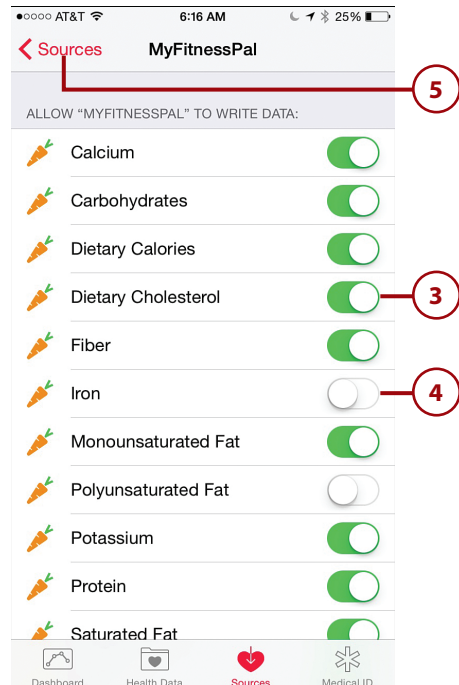 AT&T 6:16 AM 25%
Sources MyFitnessPal
5
ALLOW “MYFITNESSPAL” TO WRITE DATA:
Calcium
Carbohydrates
Dietary Calories
Dietary Cholesterol
3
Fiber
Iron
4
Monounsaturated Fat
Polyunsaturated Fat
Potassium
Protein
Saturated Fat
Dashboard Health Data Sources Medical ID